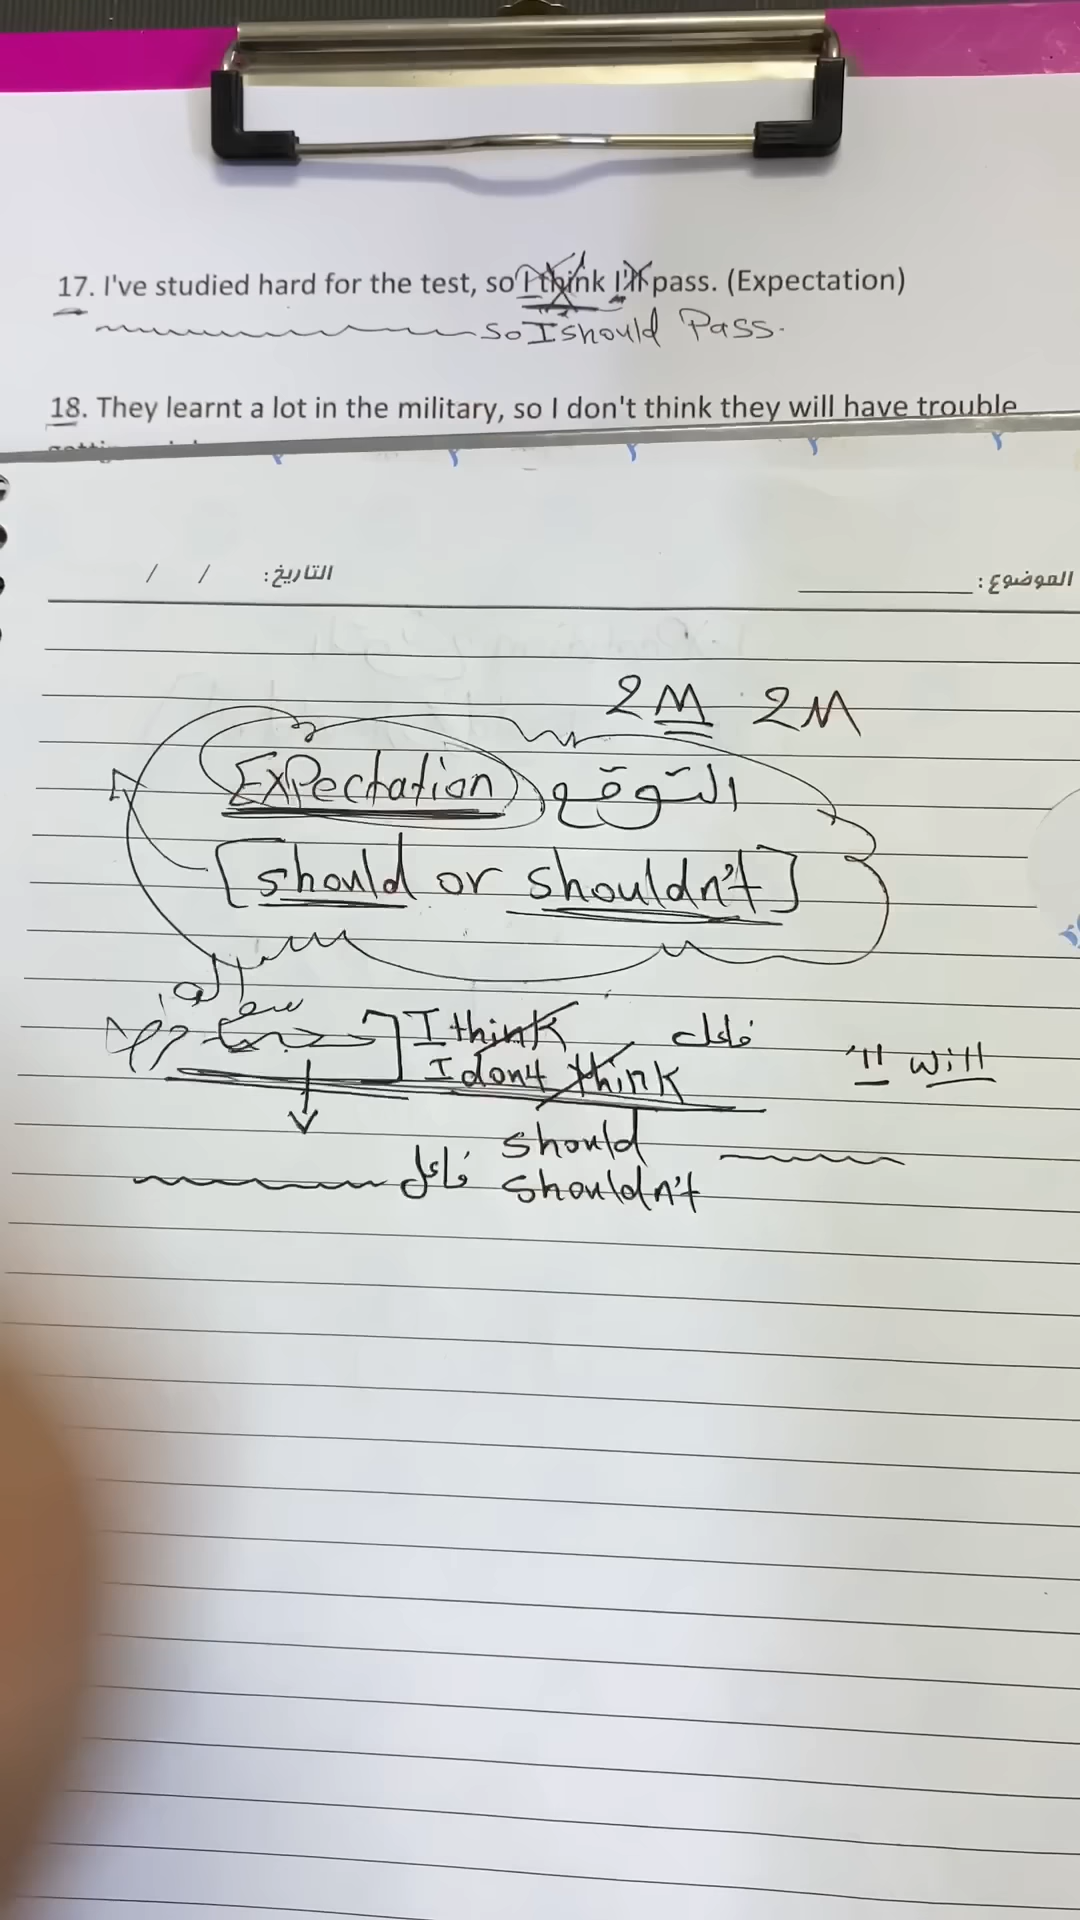 17. I've studied hard for the test, so I think I'll pass. (Expectation)
so I should Pass.
18. They learnt a lot in the military, so I don't think they will have trouble
الموضوع: التاريخ: / /
2M 2M
Expectation التوقع
[should or shouldn't]
I think فاعل
I don't think 'll will
should
فاعل shouldn't